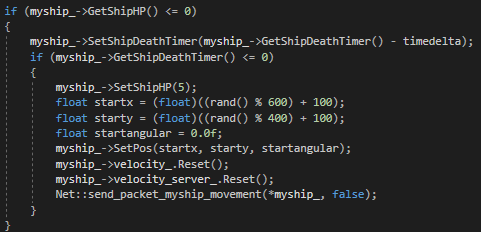 if (myship_->GetShipHP() <= 0)
{
myship_->SetShipDeathTimer(myship_->GetShipDeathTimer() - timedelta);
if (myship_->GetShipDeathTimer() <= 0)
{
myship_->SetShipHP(5);
float startx = (float)((rand() % 600) + 100);
float starty = (float)((rand() % 400) + 100);
float startangular = 0.0f;
myship_->SetPos(startx, starty, startangular);
myship_->velocity_.Reset();
myship_->velocity_server_.Reset();
Net::send_packet_myship_movement(*myship_, false);
}
}